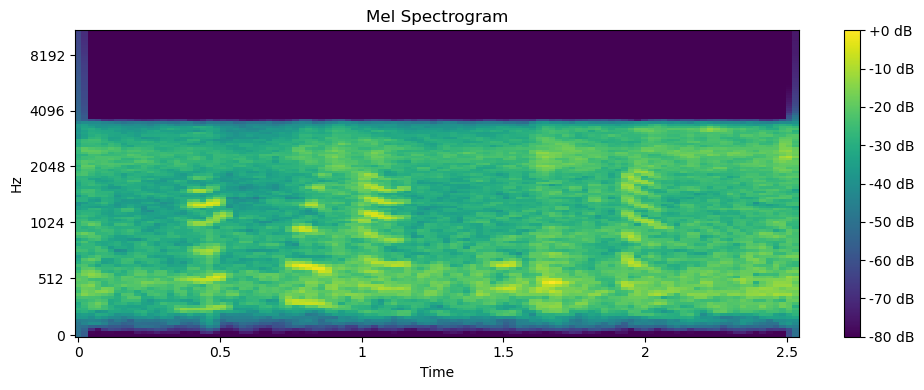 Mel Spectrogram
8192
4096
2048
1024
512
0
Hz
0
0.5
1
1.5
2
2.5
Time
+0 dB
-10 dB
-20 dB
-30 dB
-40 dB
-50 dB
-60 dB
-70 dB
-80 dB